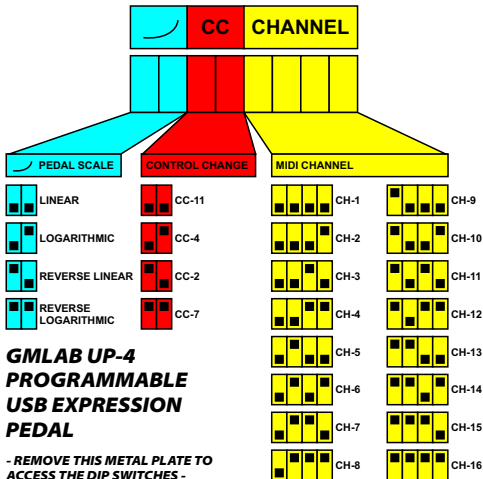 CC CHANNEL
PEDAL SCALE
CONTROL CHANGE
MIDI CHANNEL
LINEAR
LOGARITHMIC
REVERSE LINEAR
REVERSE
LOGARITHMIC
CC-11
CC-4
CC-2
CC-7
CH-1
CH-2
CH-3
CH-4
CH-5
CH-6
CH-7
CH-8
CH-9
CH-10
CH-11
CH-12
CH-13
CH-14
CH-15
CH-16
GMLAB UP-4
PROGRAMMABLE
USB EXPRESSION
PEDAL
- REMOVE THIS METAL PLATE TO
ACCESS THE DIP SWITCHES -